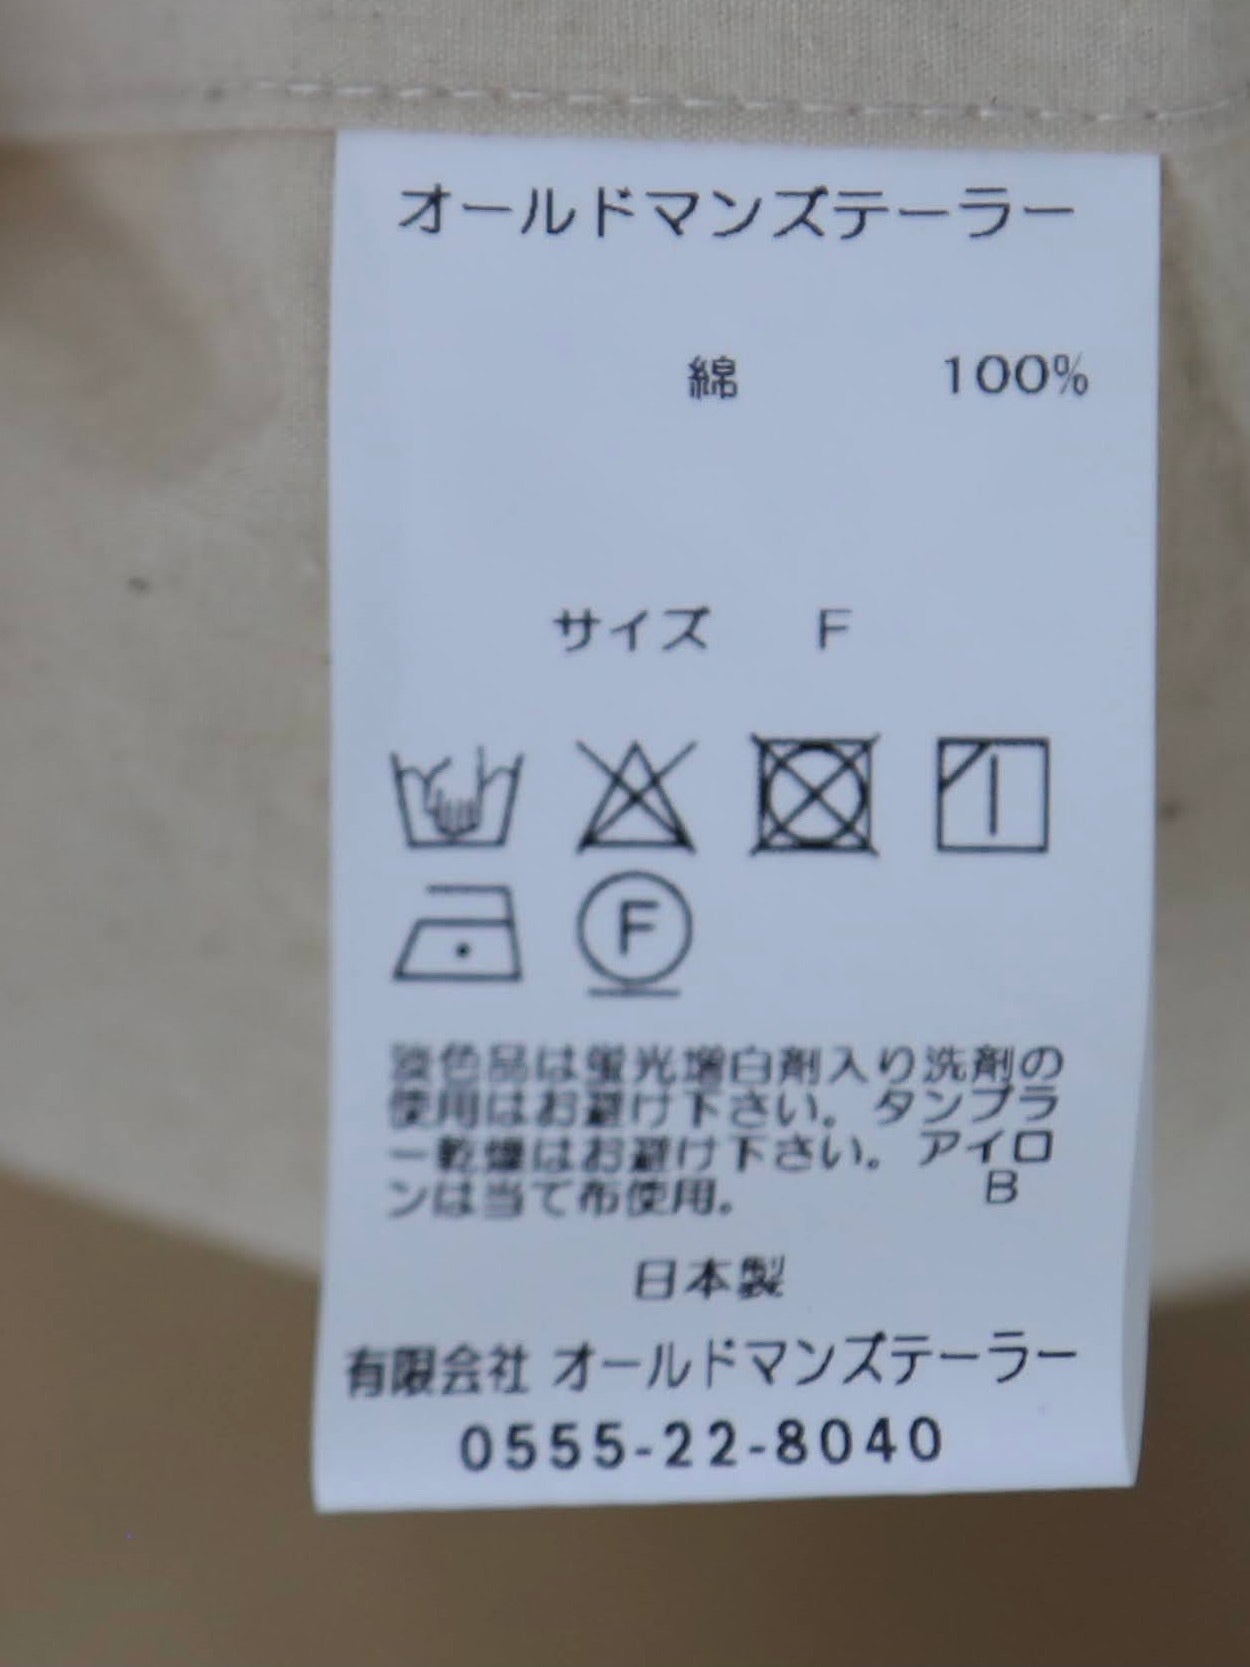 オールドマンズテーラー
綿 100%
サイズ F
F
淡色品は蛍光増白剤入り洗剤の
使用はお避け下さい。タンブラ
ー乾燥はお避け下さい。アイロ
ンは当て布使用。 B
日本製
有限会社 オールドマンズテーラー
0555-22-8040